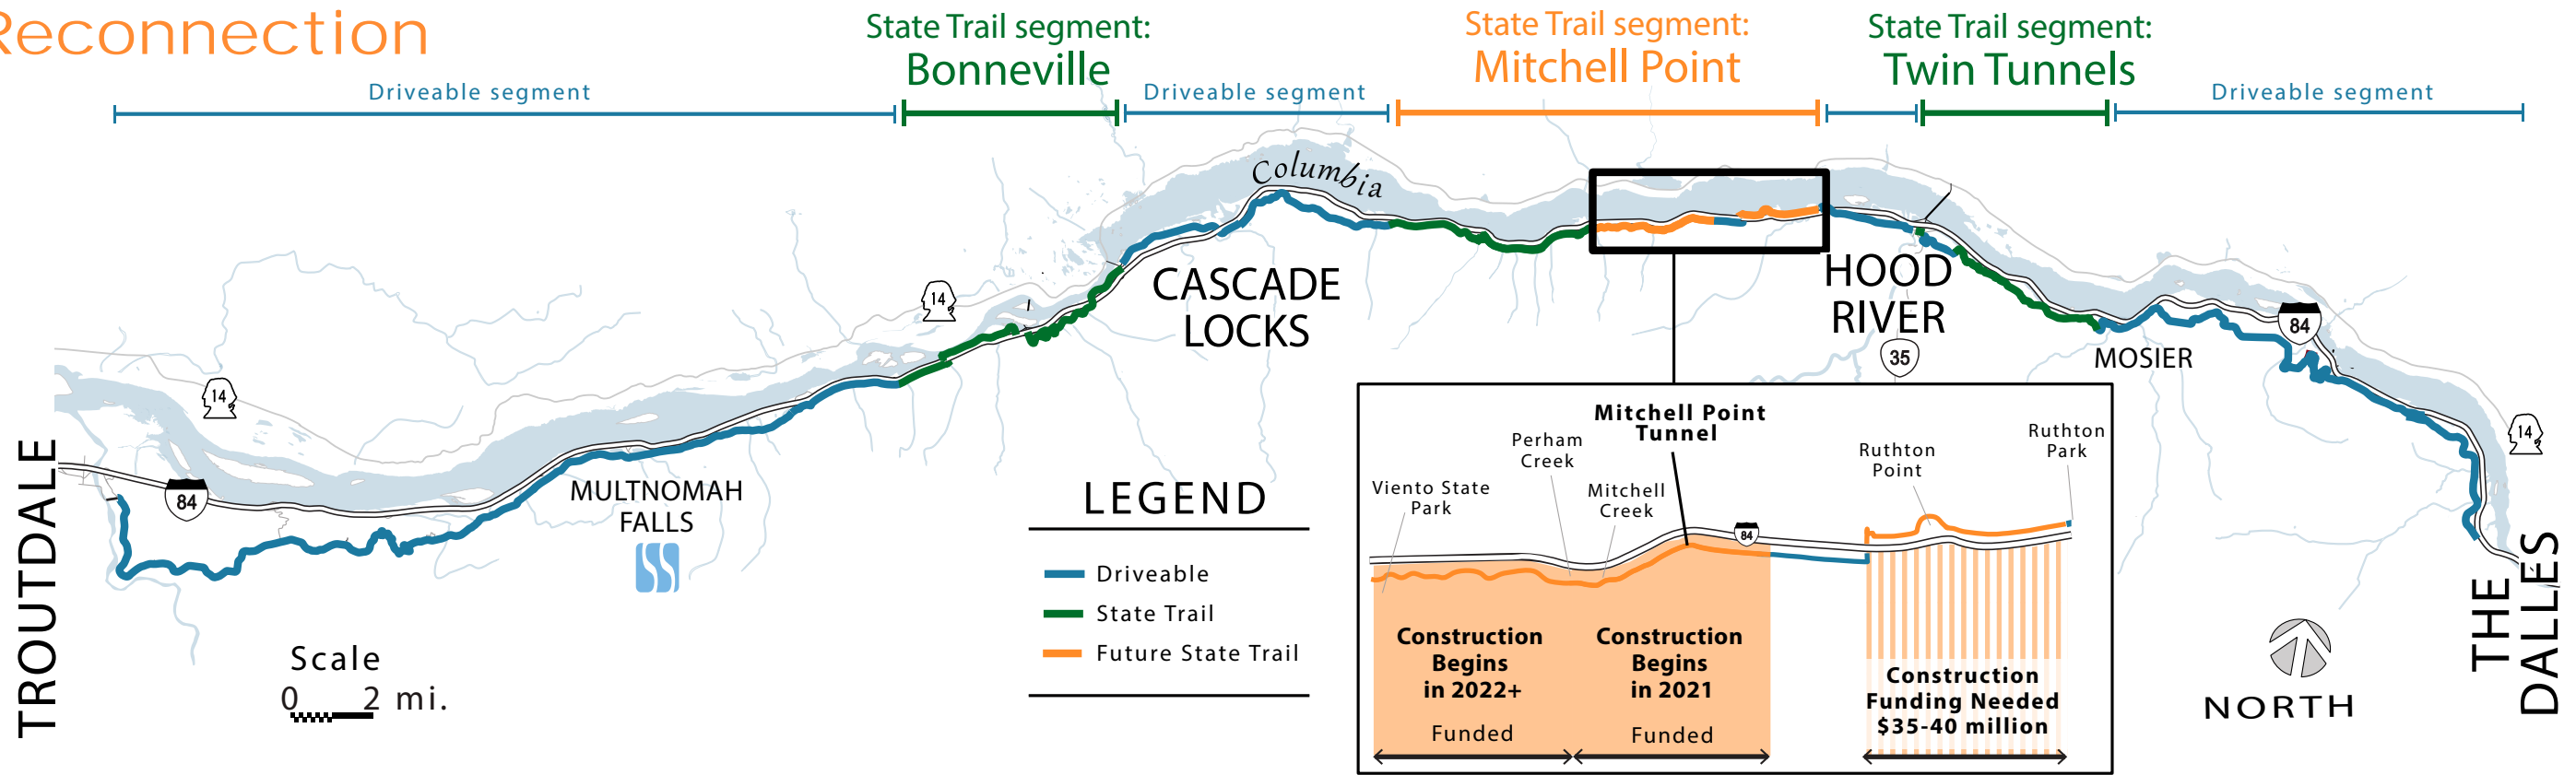 Reconnection
State Trail segment:
Bonneville
State Trail segment:
Mitchell Point
State Trail segment:
Twin Tunnels
Driveable segment
Driveable segment
Driveable segment
Columbia
CASCADE
LOCKS
HOOD
RIVER
35
MOSIER
84
14
14
14
84
TROUTDALE
MULTNOMAH
FALLS
THE
DALLES
Scale
0 2 mi.
LEGEND
Driveable
State Trail
Future State Trail
Mitchell Point
Tunnel
Viento State
Park
Perham
Creek
Mitchell
Creek
84
Ruthton
Point
Ruthton
Park
Construction
Begins
in 2022+
Funded
Construction
Begins
in 2021
Funded
Construction
Funding Needed
$35-40 million
NORTH